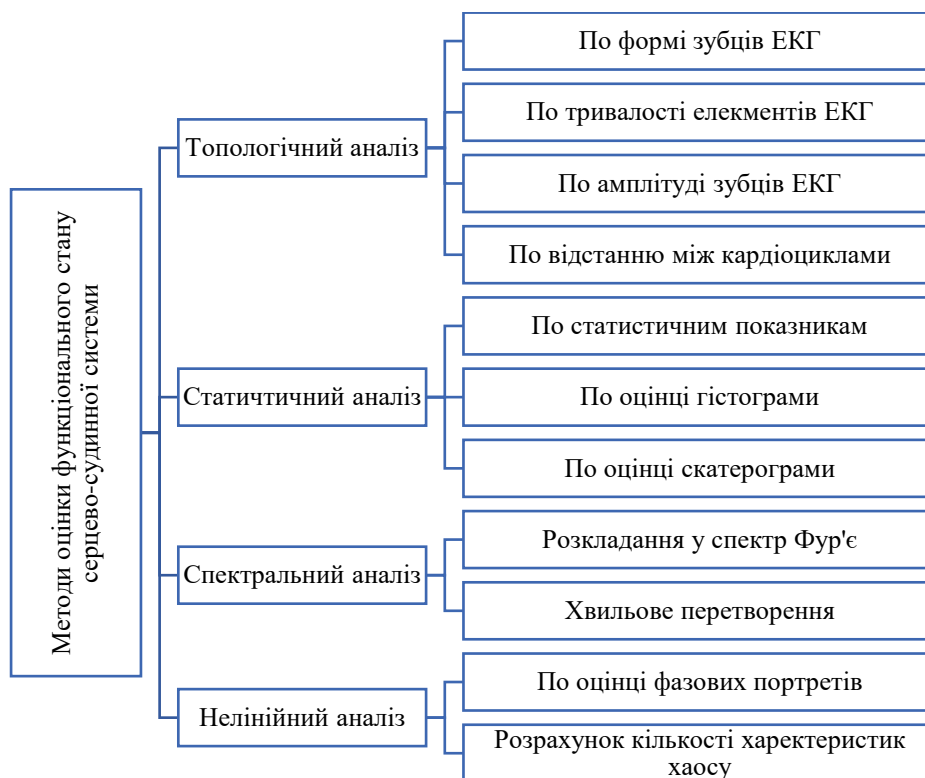 Методи оцінки функціонального стану
серцево-судинної системи
Топологічний аналіз
По формі зубців ЕКГ
По тривалості елекментів ЕКГ
По амплітуді зубців ЕКГ
По відстанню між кардіоциклами
Статичтичний аналіз
По статистичним показникам
По оцінці гістограми
По оцінці скатерограми
Спектральний аналіз
Розкладання у спектр Фур'є
Хвильове перетворення
Нелінійний аналіз
По оцінці фазових портретів
Розрахунок кількості харектеристик
хаосу